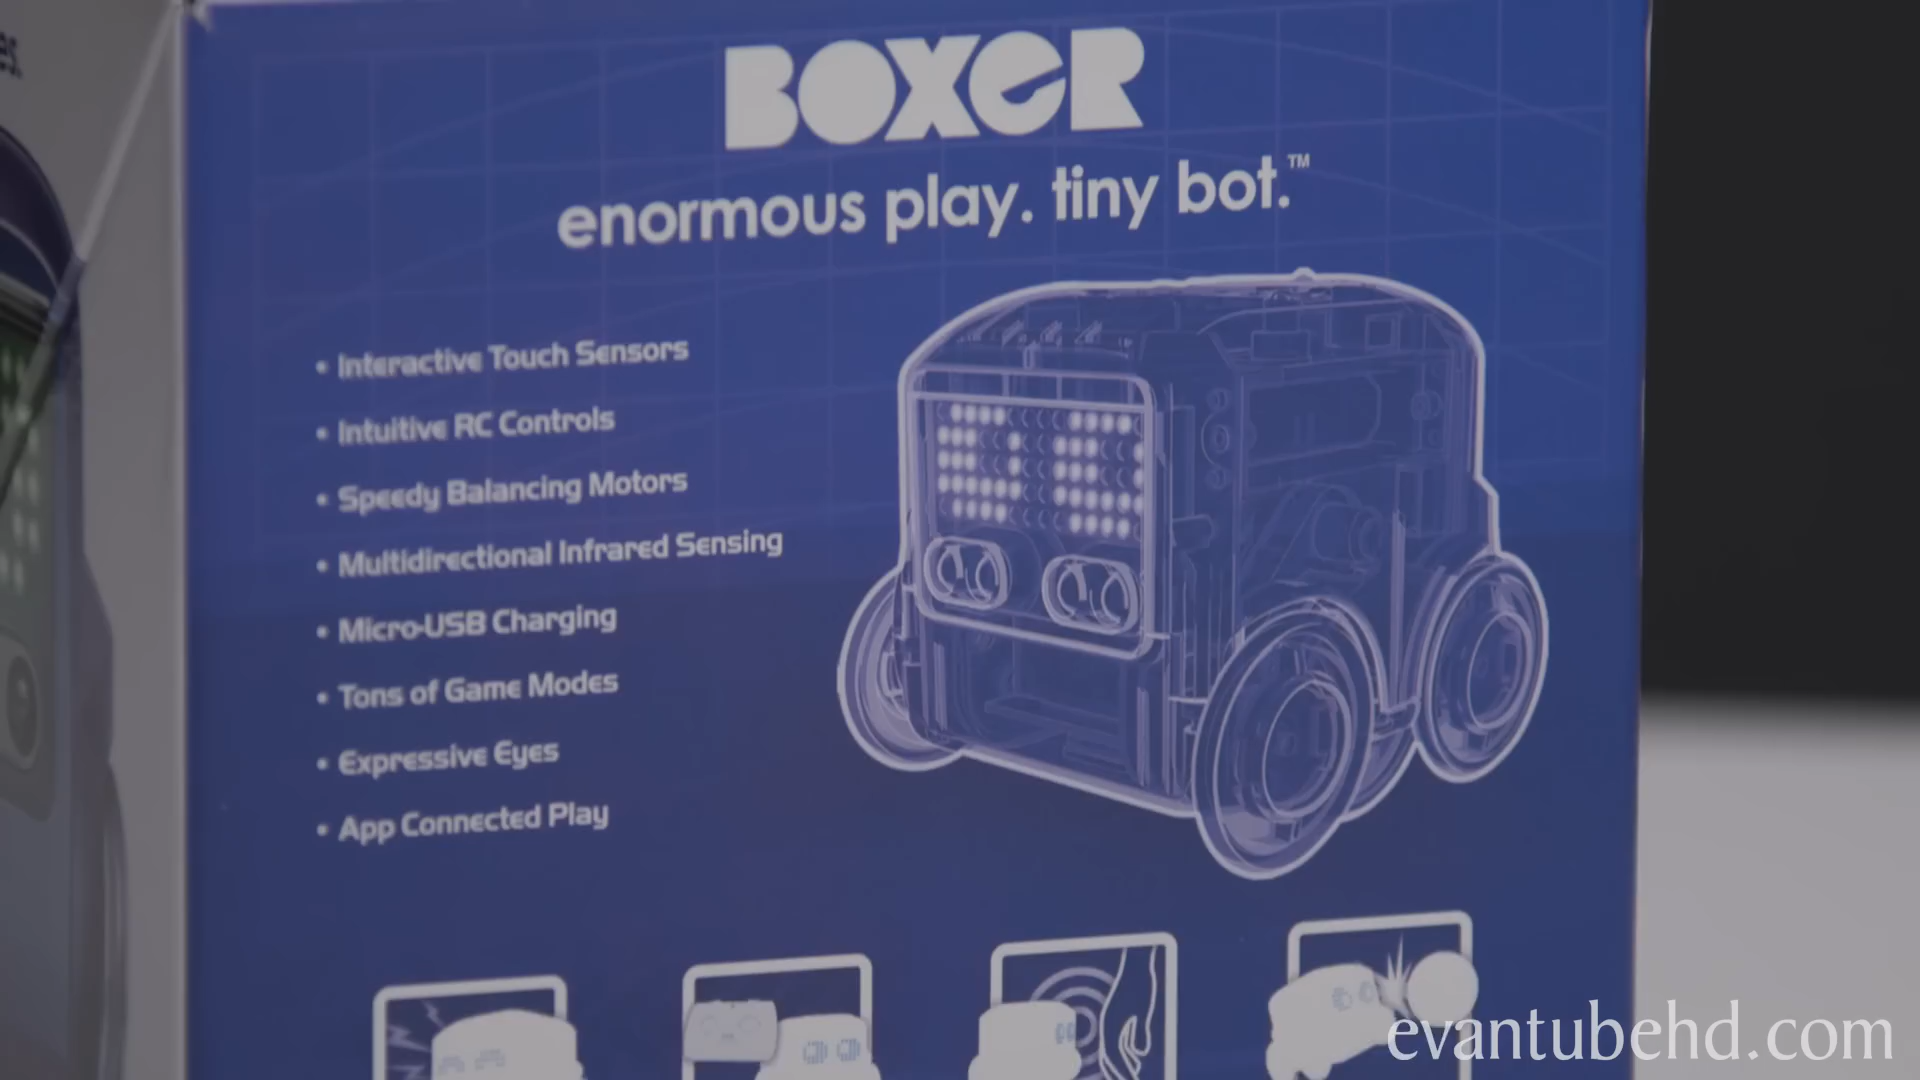 BOXER
enormous play. tiny bot.™
• Interactive Touch Sensors
• Intuitive RC Controls
• Speedy Balancing Motors
• Multidirectional Infrared Sensing
• Micro-USB Charging
• Tons of Game Modes
• Expressive Eyes
• App Connected Play
evantubehd.com